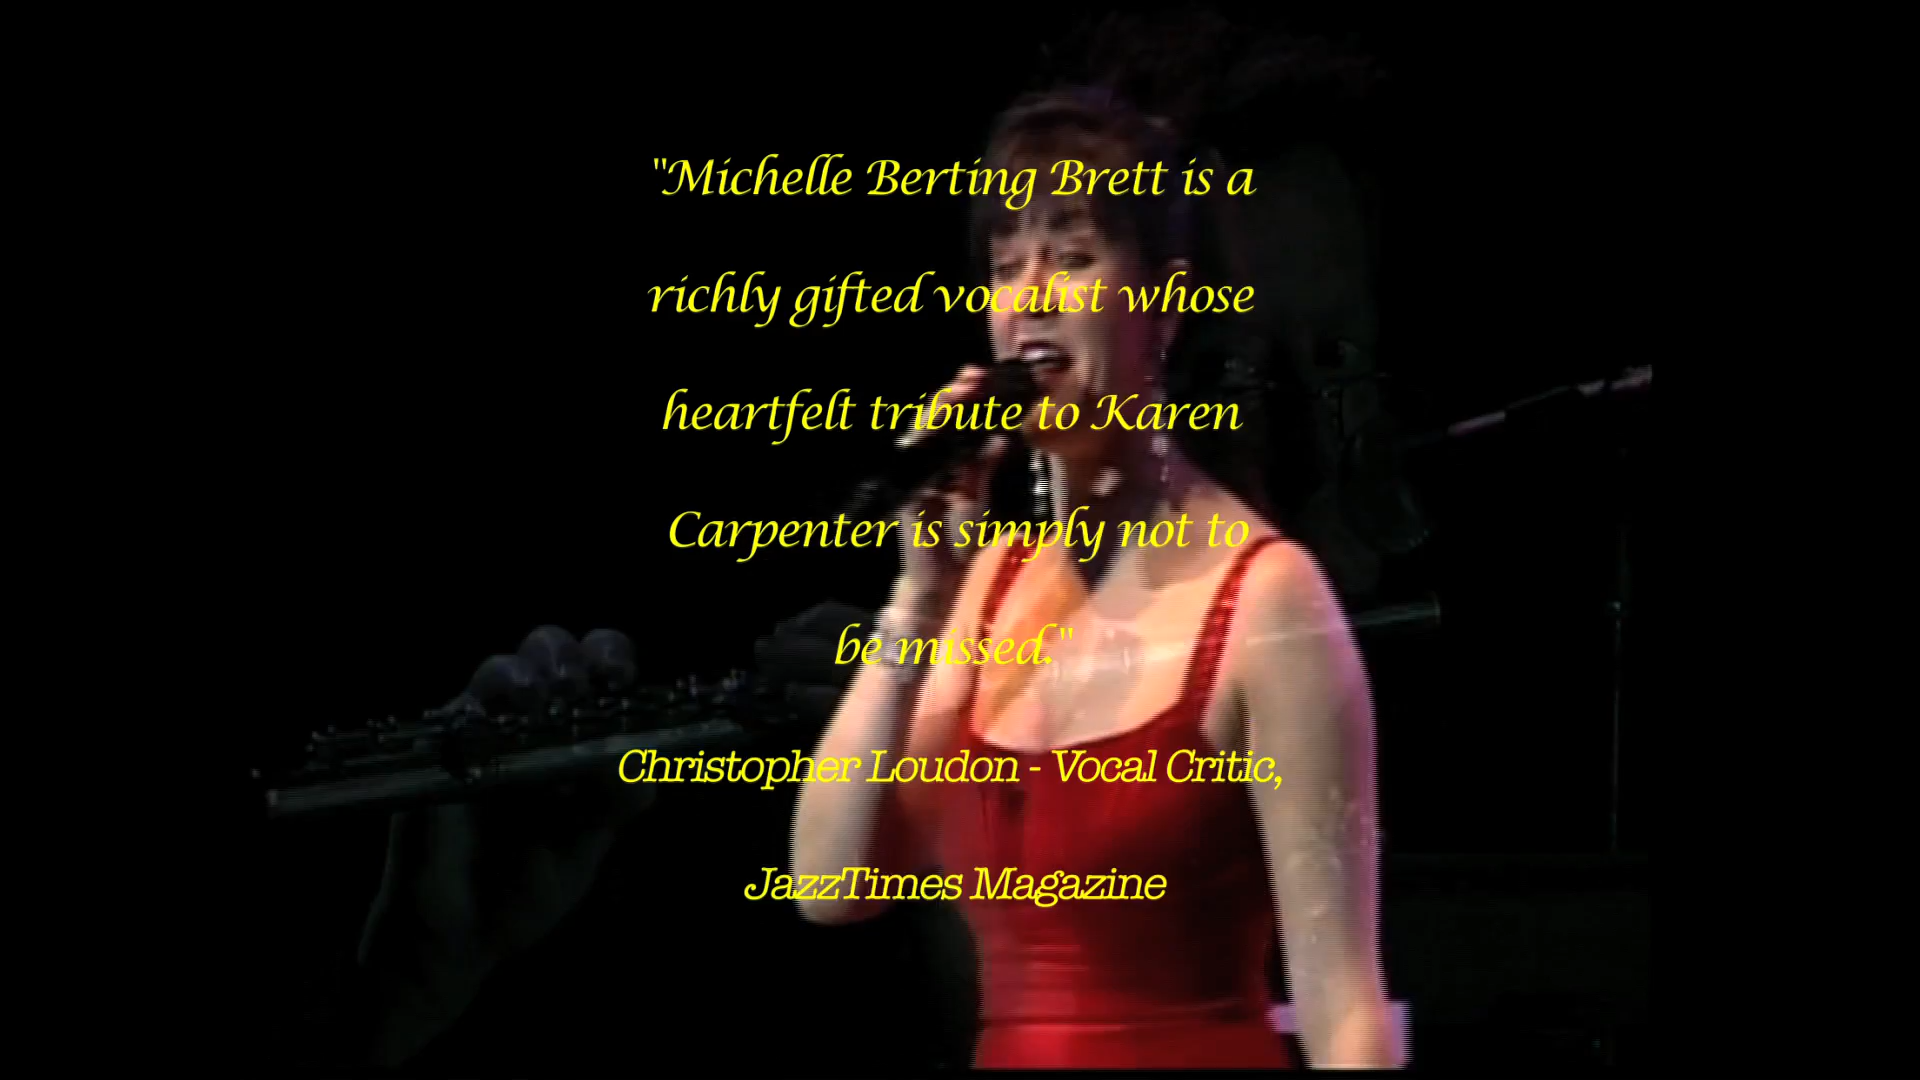 "Michelle Berting Brett is a
richly gifted vocalist whose
heartfelt tribute to Karen
Carpenter is simply not to
be missed."
Christopher Loudon - Vocal Critic,
JazzTimes Magazine